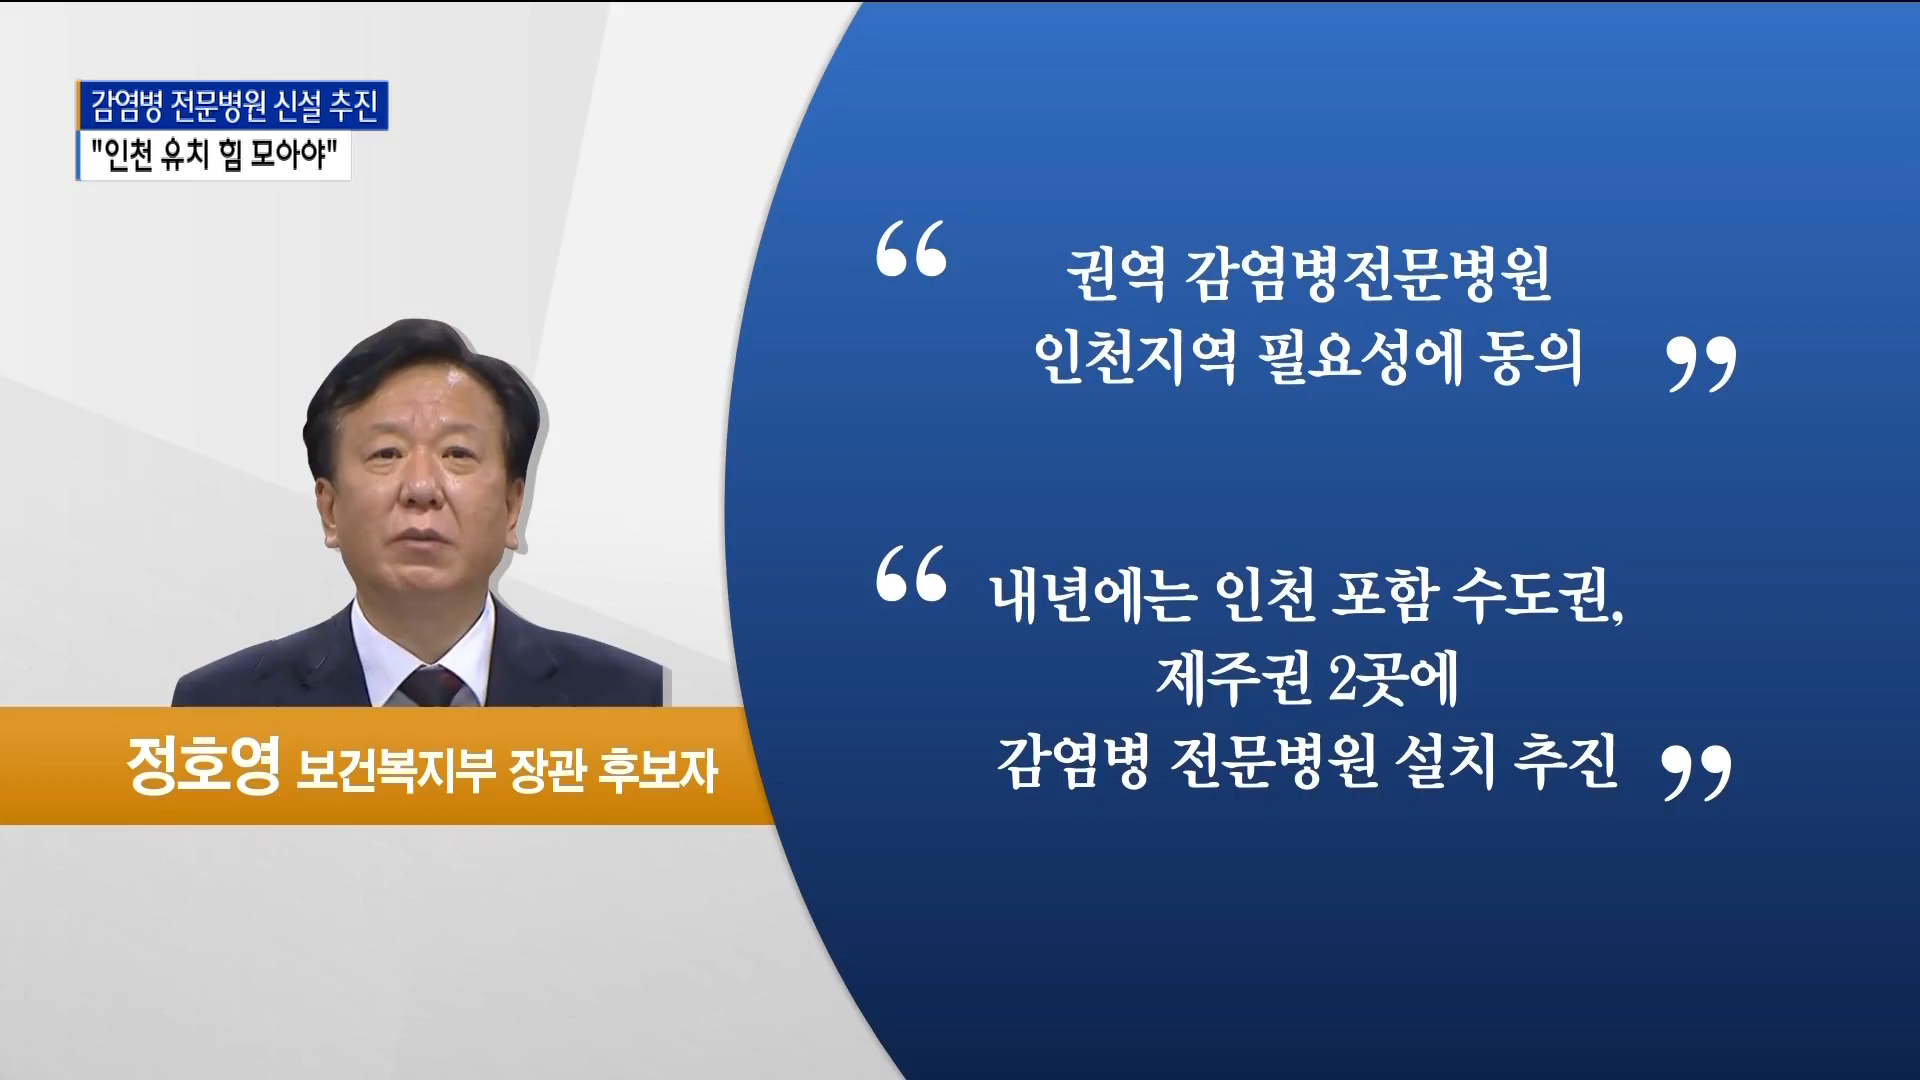 감염병 전문병원 신설 추진
"인천 유치 힘 모아야"
“ 권역 감염병전문병원
인천지역 필요성에 동의 ”
“ 내년에는 인천 포함 수도권,
제주권 2곳에
감염병 전문병원 설치 추진 ”
정호영 보건복지부 장관 후보자